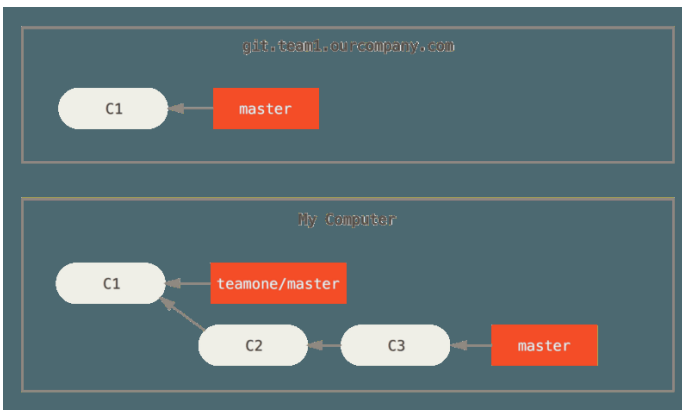 git.team1.ourcompany.com
C1
master
My Computer
C1
teamone/master
C2
C3
master